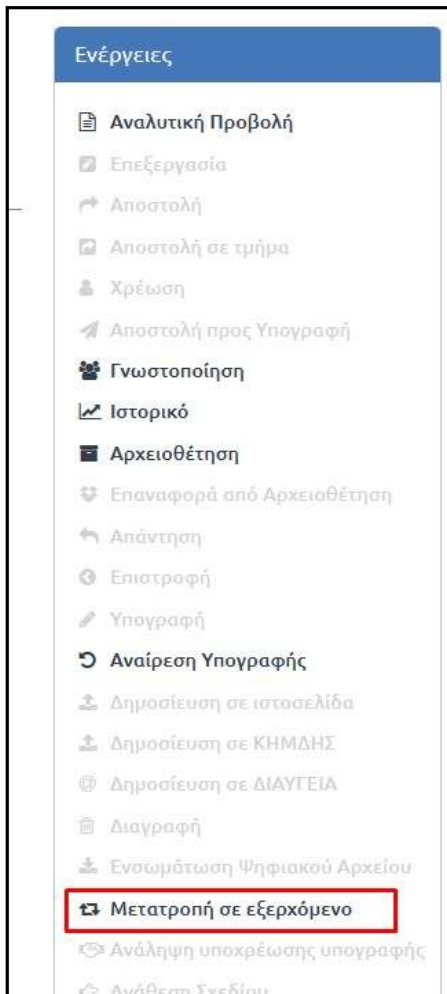 Ενέργειες
Αναλυτική Προβολή
Επεξεργασία
Αποστολή
Αποστολή σε τμήμα
Χρέωση
Αποστολή προς Υπογραφή
Γνωστοποίηση
Ιστορικό
Αρχειοθέτηση
Επαναφορά από Αρχειοθέτηση
Απάντηση
Επιστροφή
Υπογραφή
Αναίρεση Υπογραφής
Δημοσίευση σε ιστοσελίδα
Δημοσίευση σε ΚΗΜΔΗΣ
Δημοσίευση σε ΔΙΑΥΓΕΙΑ
Διαγραφή
Ενσωμάτωση Ψηφιακού Αρχείου
Μετατροπή σε εξερχόμενο
Ανάληψη υποχρέωσης υπογραφής
Ανάθεση Σχεδίου